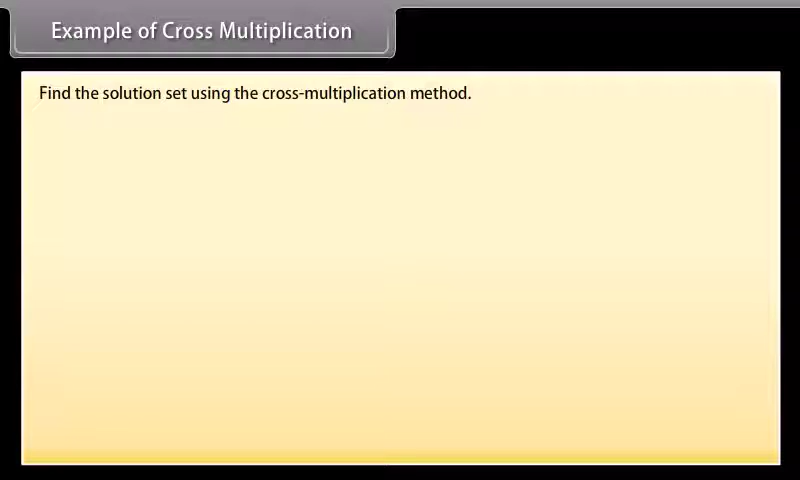 Example of Cross Multiplication
Find the solution set using the cross-multiplication method.